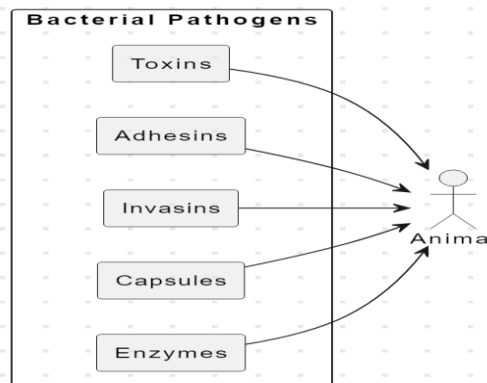 Bacterial Pathogens
Toxins
Adhesins
Invasins
Anima
Capsules
Enzymes